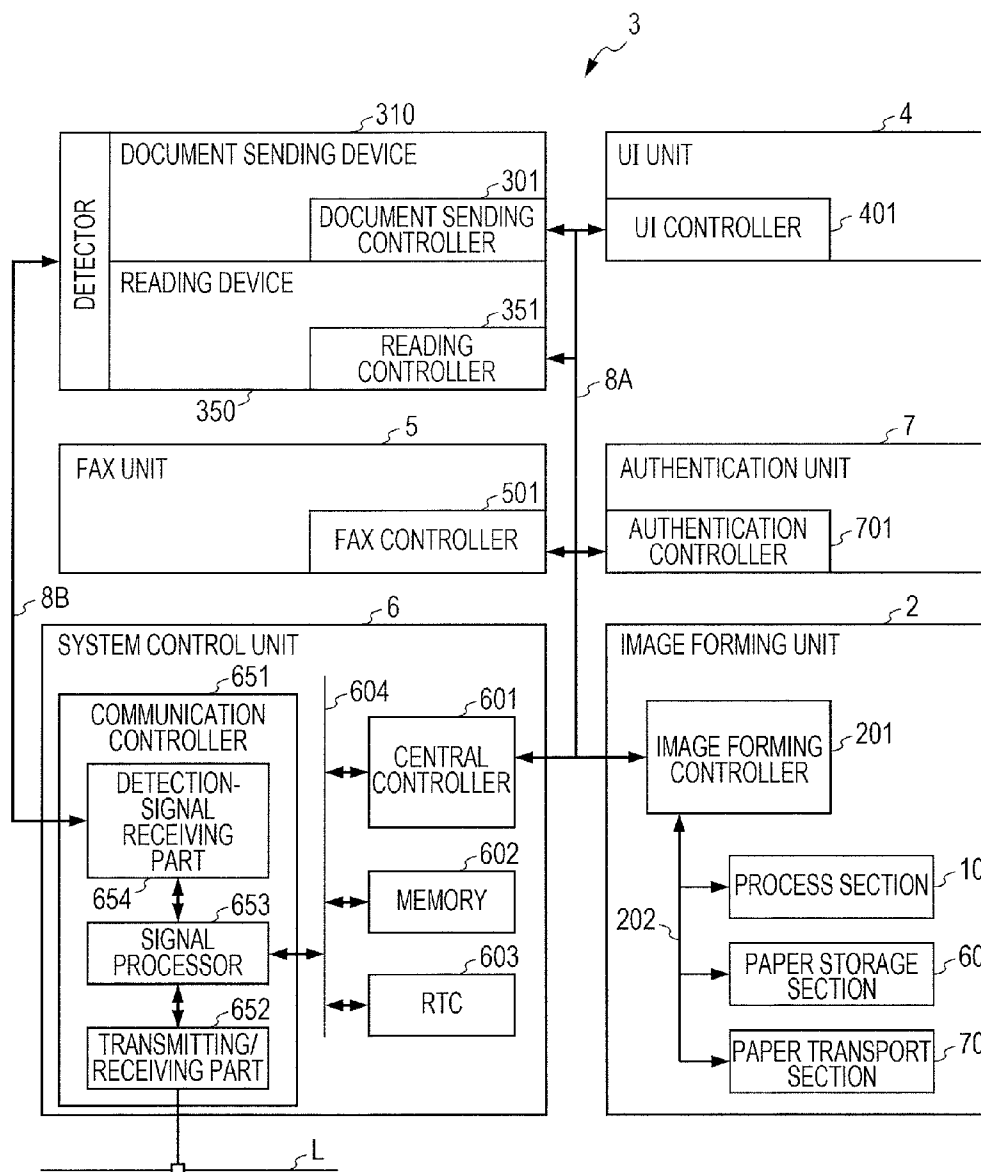 3
310
4
DOCUMENT SENDING DEVICE
UI UNIT
301
401
DOCUMENT SENDING
CONTROLLER
UI CONTROLLER
DETECTOR
READING DEVICE
351
READING
CONTROLLER
8A
350
5
7
FAX UNIT
AUTHENTICATION UNIT
501
FAX CONTROLLER
AUTHENTICATION
CONTROLLER
701
8B
6
2
SYSTEM CONTROL UNIT
IMAGE FORMING UNIT
651
604
601
COMMUNICATION
CONTROLLER
CENTRAL
CONTROLLER
IMAGE FORMING
CONTROLLER
201
DETECTION-
SIGNAL
RECEIVING
PART
654
602
MEMORY
PROCESS SECTION
10
653
SIGNAL
PROCESSOR
202
603
RTC
PAPER STORAGE
SECTION
60
652
TRANSMITTING/
RECEIVING PART
PAPER TRANSPORT
SECTION
70
L